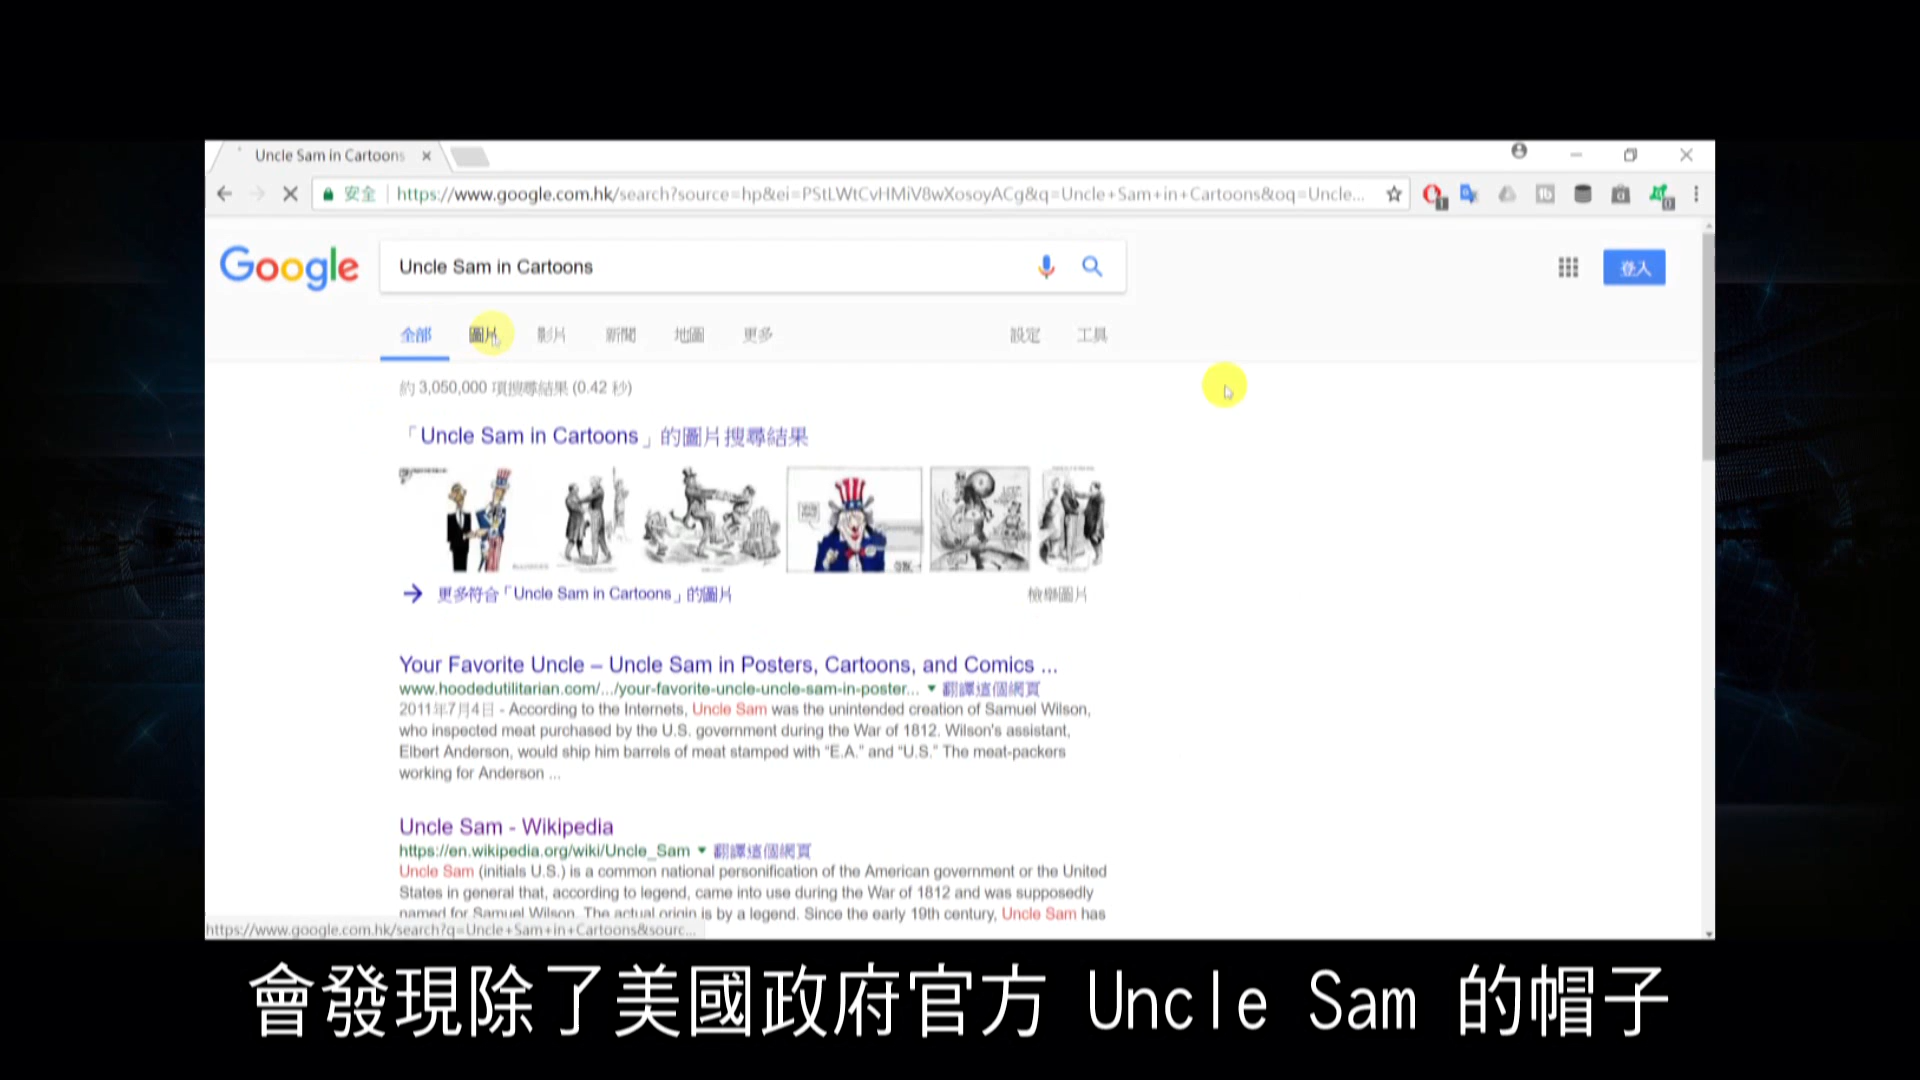 Uncle Sam in Cartoons
安全 https://www.google.com.hk/search?source=hp&ei=PStLWtCvHMiV8wXosoyACg&q=Uncle+Sam+in+Cartoons&oq=Uncle...
Google Uncle Sam in Cartoons 登入
全部 圖片 影片 新聞 地圖 更多 設定 工具
約 3,050,000 項搜尋結果 (0.42 秒)
「Uncle Sam in Cartoons」的圖片搜尋結果
更多符合「Uncle Sam in Cartoons」的圖片 檢舉圖片
Your Favorite Uncle – Uncle Sam in Posters, Cartoons, and Comics ...
www.hoodedutilitarian.com/.../your-favorite-uncle-uncle-sam-in-poster... 翻譯這個網頁
2011年7月4日 - According to the Internets, Uncle Sam was the unintended creation of Samuel Wilson,
who inspected meat purchased by the U.S. government during the War of 1812. Wilson's assistant,
Elbert Anderson, would ship him barrels of meat stamped with “E.A.” and “U.S.” The meat-packers
working for Anderson ...
Uncle Sam - Wikipedia
https://en.wikipedia.org/wiki/Uncle_Sam 翻譯這個網頁
Uncle Sam (initials U.S.) is a common national personification of the American government or the United
States in general that, according to legend, came into use during the War of 1812 and was supposedly
named for Samuel Wilson. The actual origin is by a legend. Since the early 19th century, Uncle Sam has
https://www.google.com.hk/search?q=Uncle+Sam+in+Cartoons&sourc...
會發現除了美國政府官方 Uncle Sam 的帽子